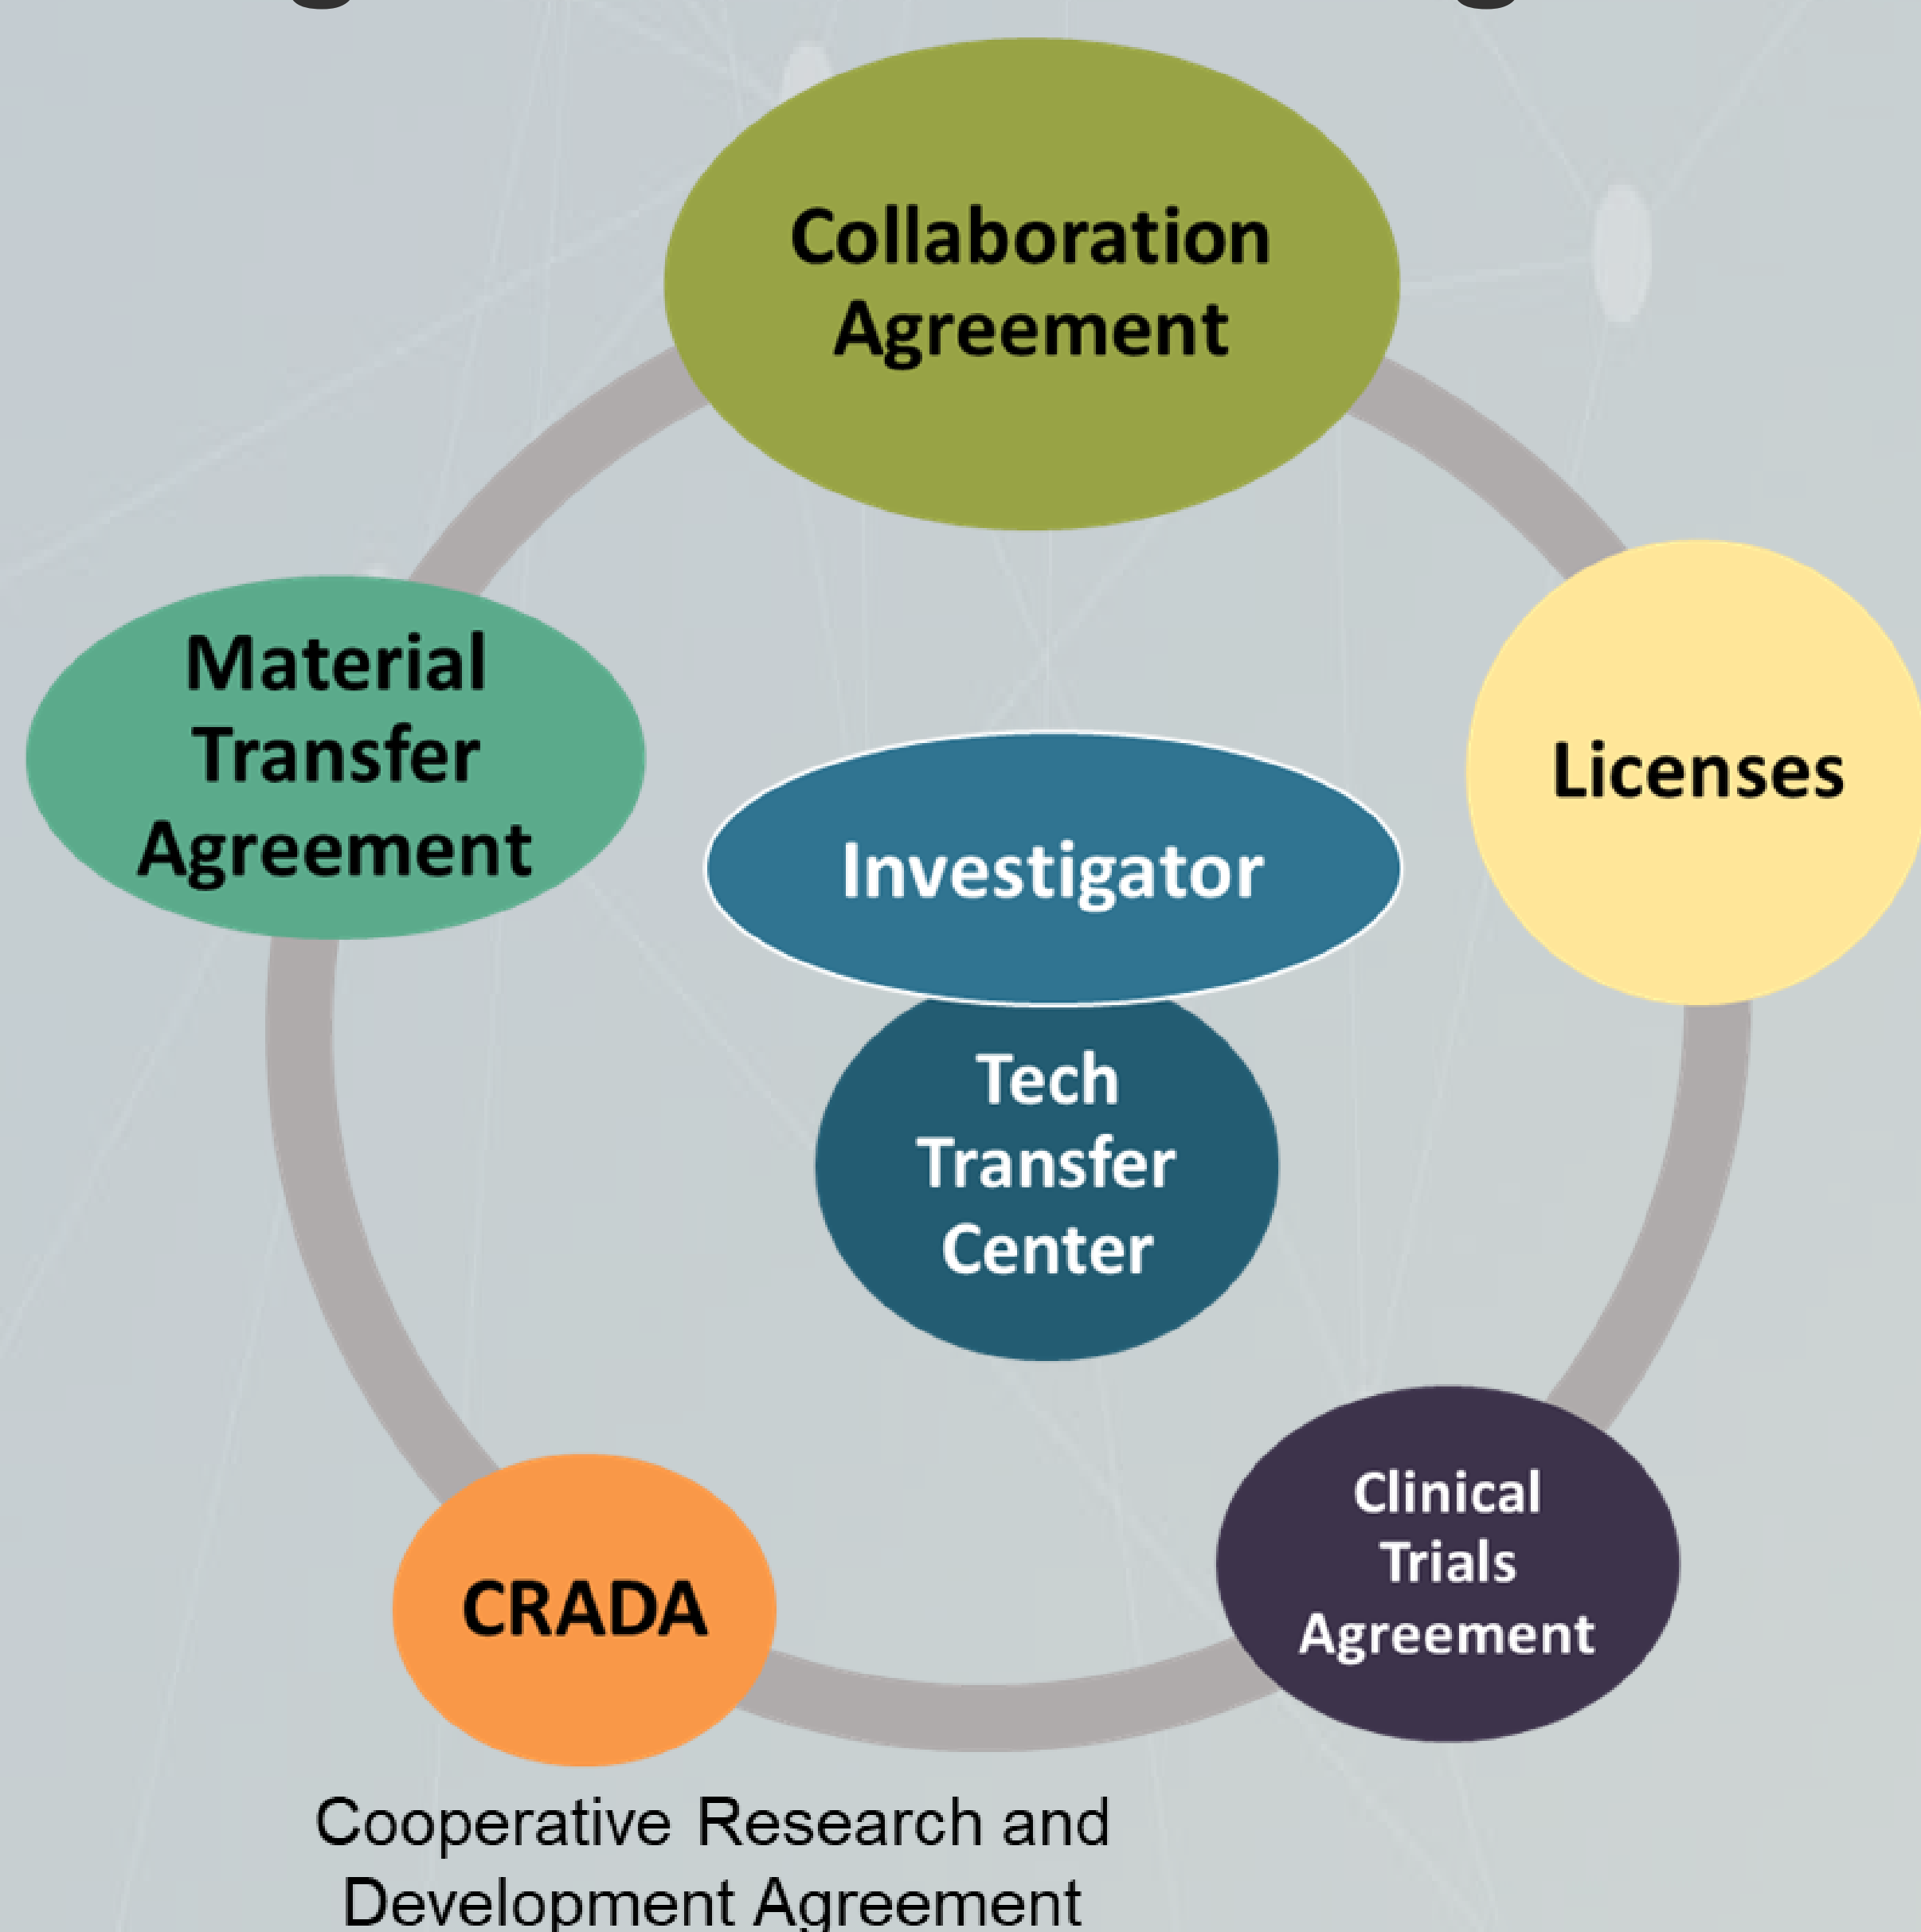 Collaboration
Agreement
Material
Transfer
Agreement
Licenses
Investigator
Tech
Transfer
Center
Clinical
Trials
Agreement
CRADA
Cooperative Research and
Development Agreement